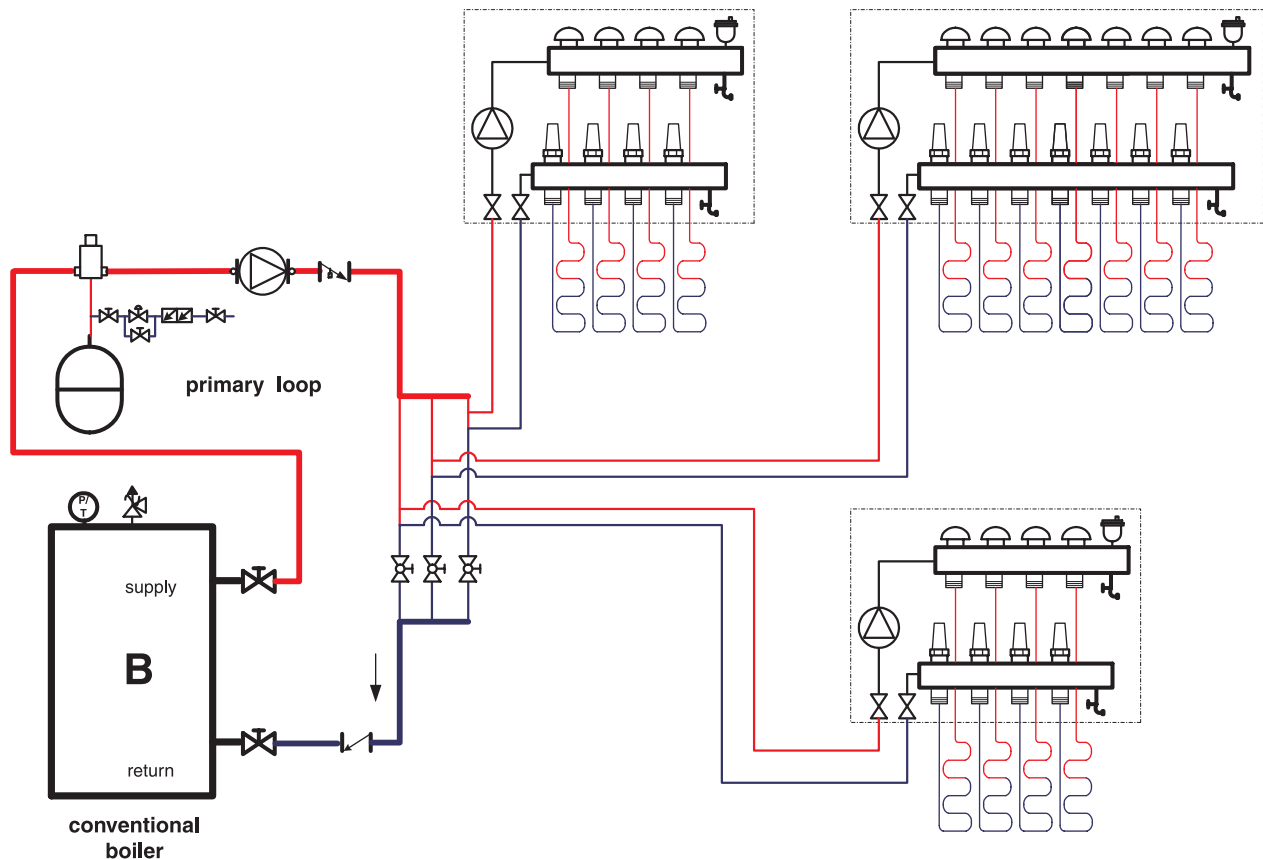 primary loop
P/
T
supply
B
return
conventional
boiler